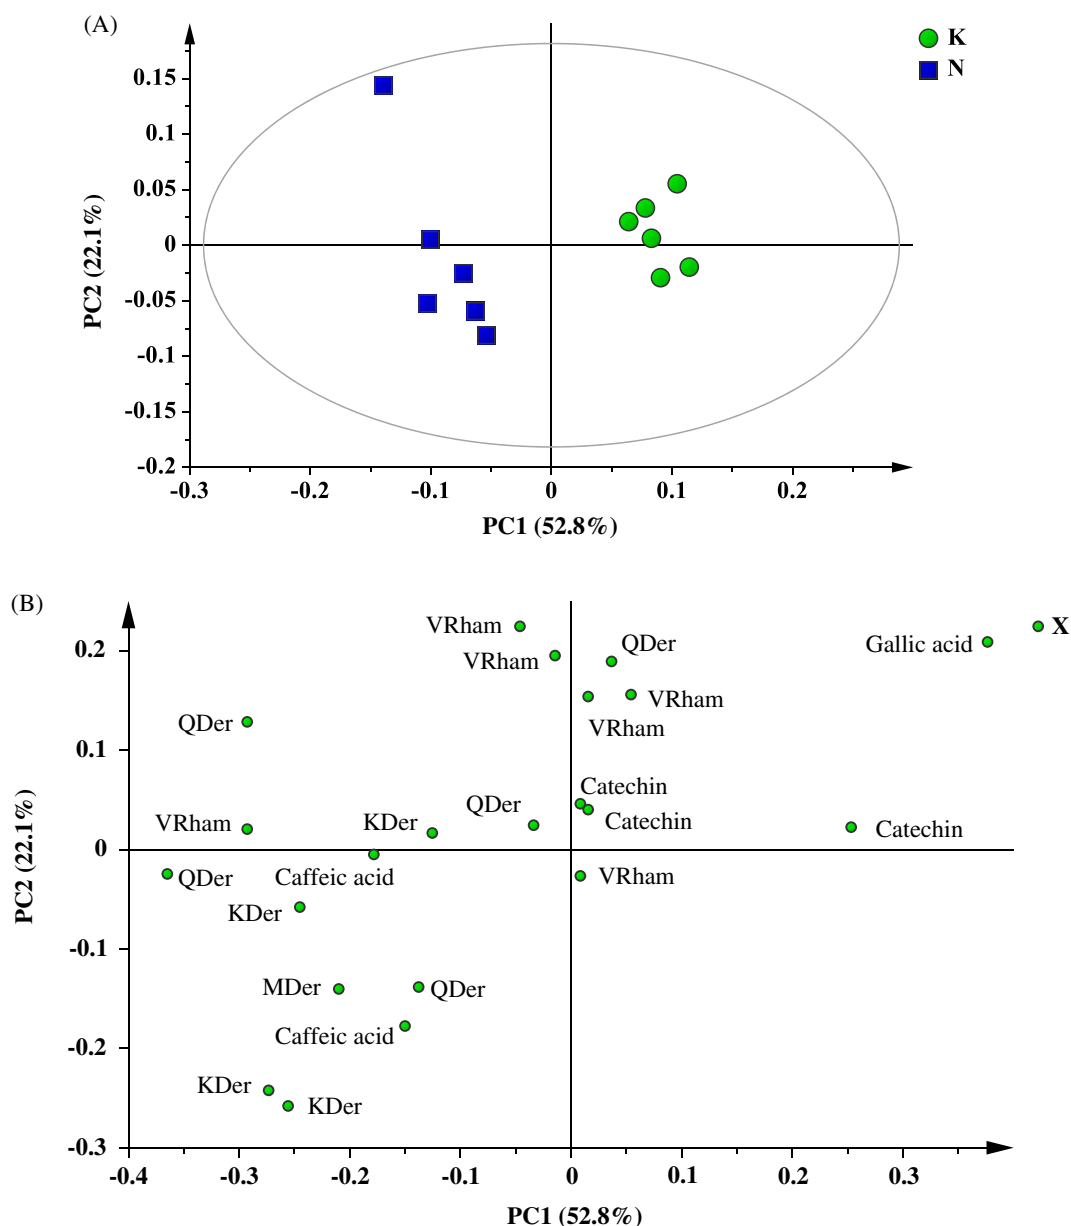 (A)
K
N
0.15
0.1
0.05
0
-0.05
-0.1
-0.15
-0.2
PC2 (22.1%)
-0.3
-0.2
-0.1
0
0.1
0.2
PC1 (52.8%)
(B)
VRham
VRham
QDer
Gallic acid
X
VRham
VRham
QDer
Catechin
QDer
Catechin
Catechin
VRham
KDer
Caffeic acid
VRham
QDer
KDer
MDer
QDer
Caffeic acid
KDer
KDer
0.2
0.1
0
-0.1
-0.2
-0.3
PC2 (22.1%)
-0.4
-0.3
-0.2
-0.1
0
0.1
0.2
0.3
PC1 (52.8%)